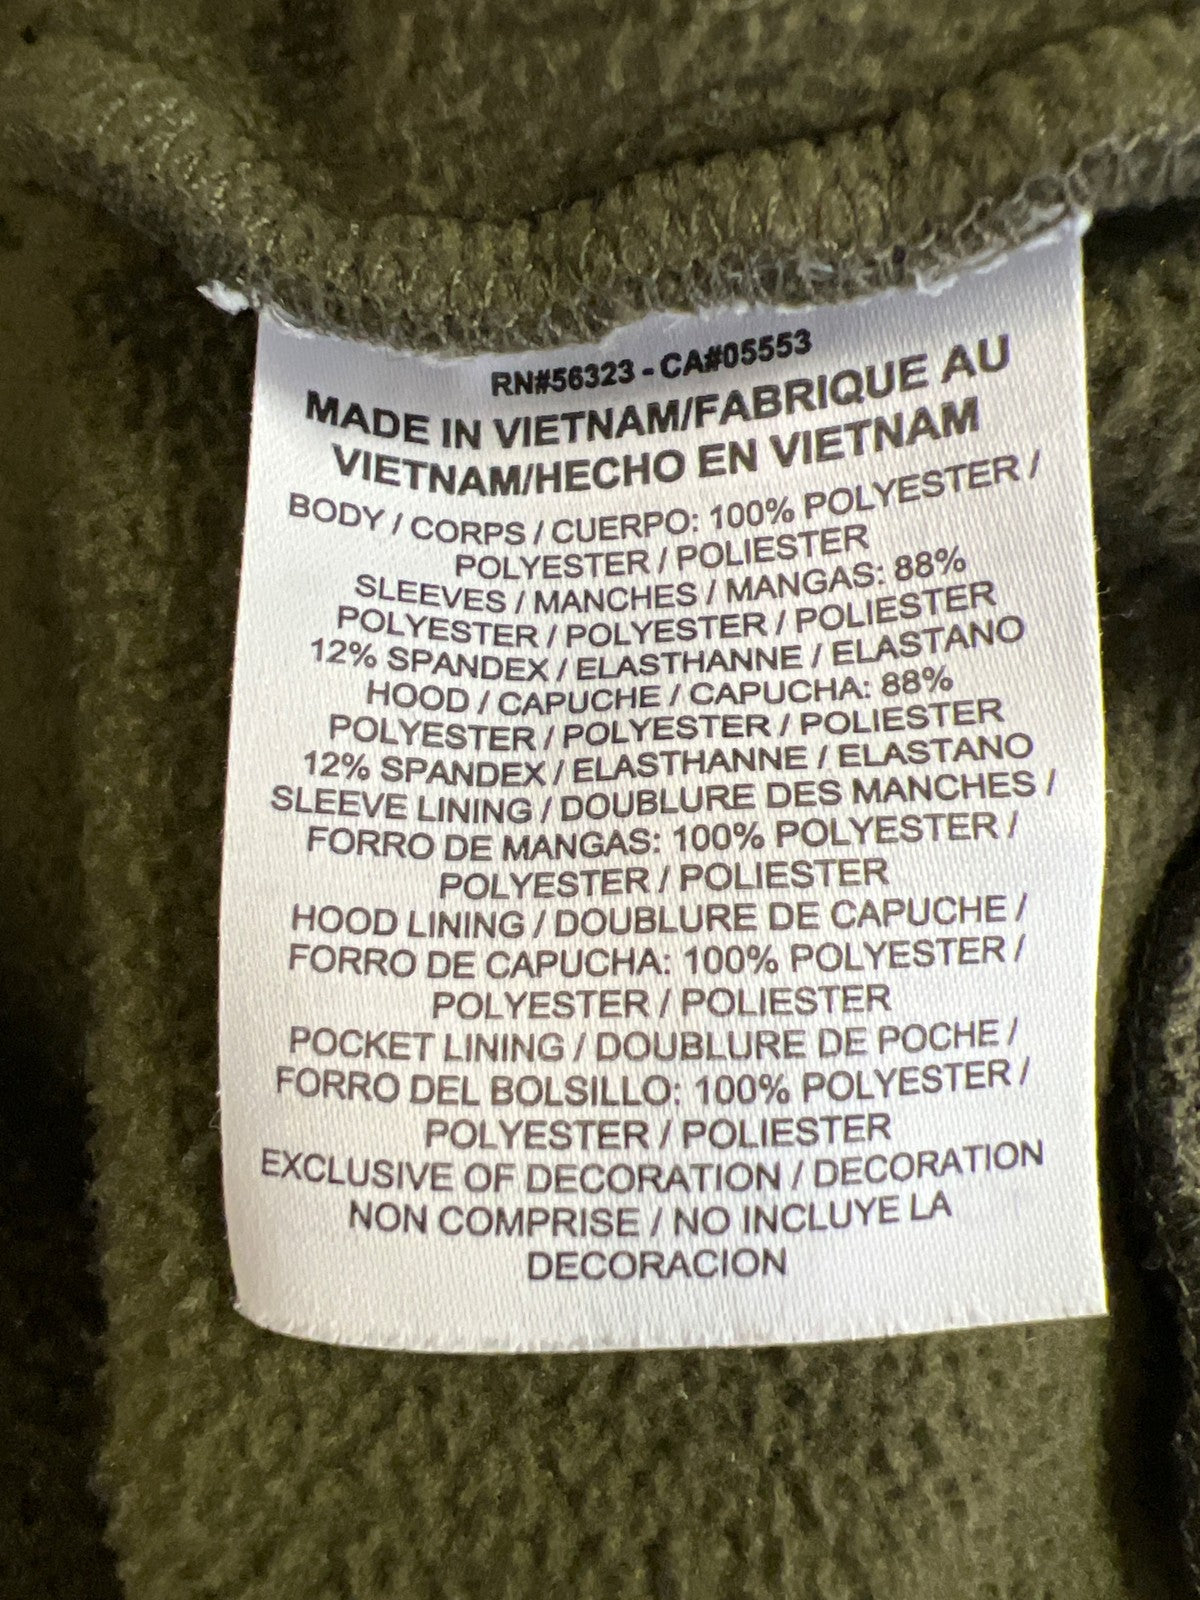 RN#56323 - CA#05553
MADE IN VIETNAM/FABRIQUE AU
VIETNAM/HECHO EN VIETNAM
BODY / CORPS / CUERPO: 100% POLYESTER /
POLYESTER / POLIESTER
SLEEVES / MANCHES / MANGAS: 88%
POLYESTER / POLYESTER / POLIESTER
12% SPANDEX / ELASTHANNE / ELASTANO
HOOD / CAPUCHE / CAPUCHA: 88%
POLYESTER / POLYESTER / POLIESTER
12% SPANDEX / ELASTHANNE / ELASTANO
SLEEVE LINING / DOUBLURE DES MANCHES /
FORRO DE MANGAS: 100% POLYESTER /
POLYESTER / POLIESTER
HOOD LINING / DOUBLURE DE CAPUCHE /
FORRO DE CAPUCHA: 100% POLYESTER /
POLYESTER / POLIESTER
POCKET LINING / DOUBLURE DE POCHE /
FORRO DEL BOLSILLO: 100% POLYESTER /
POLYESTER / POLIESTER
EXCLUSIVE OF DECORATION / DECORATION
NON COMPRISE / NO INCLUYE LA
DECORACION